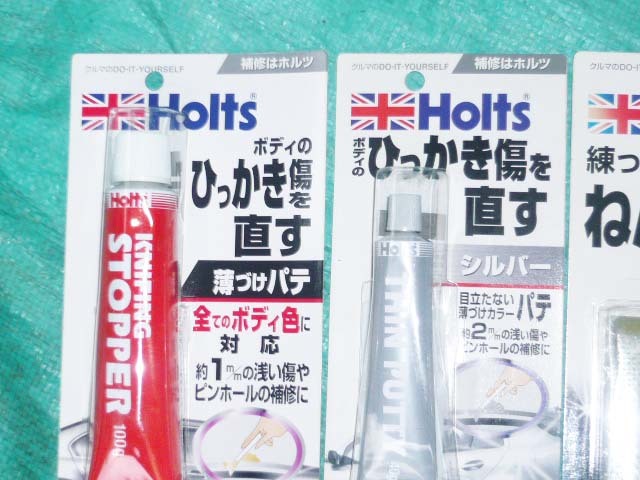 クルマのDO-IT-YOURSELF
補修はホルツ
Holts®
ボディの
ひっかき傷を
直す
薄づけパテ
全てのボディ色に
対応
約1m/mの浅い傷や
ピンホールの補修に
Holts
KNIFING
STOPPER
100g
クルマのDO-IT-YOURSELF
補修はホルツ
Holts®
ボディの
ひっかき傷を
直す
シルバー
目立たない
薄づけカラーパテ
約2m/mの浅い傷や
ピンホールの補修に
Holts
THIN PUTTY
クルマのDO-IT-YOURSELF
練っ